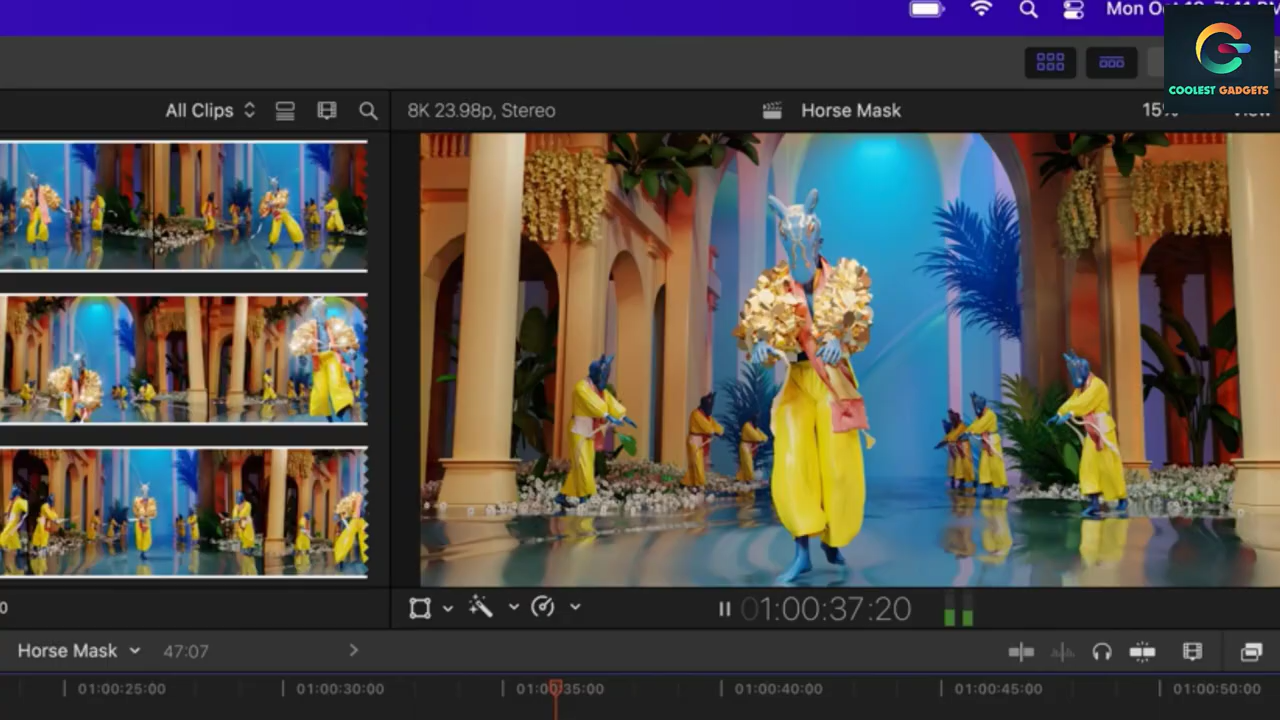 Mon
COOLEST GADGETS
All Clips
8K 23.98p, Stereo
Horse Mask
01:00:37:20
Horse Mask
47:07
01:00:25:00
01:00:30:00
01:00:35:00
01:00:40:00
01:00:45:00
01:00:50:00